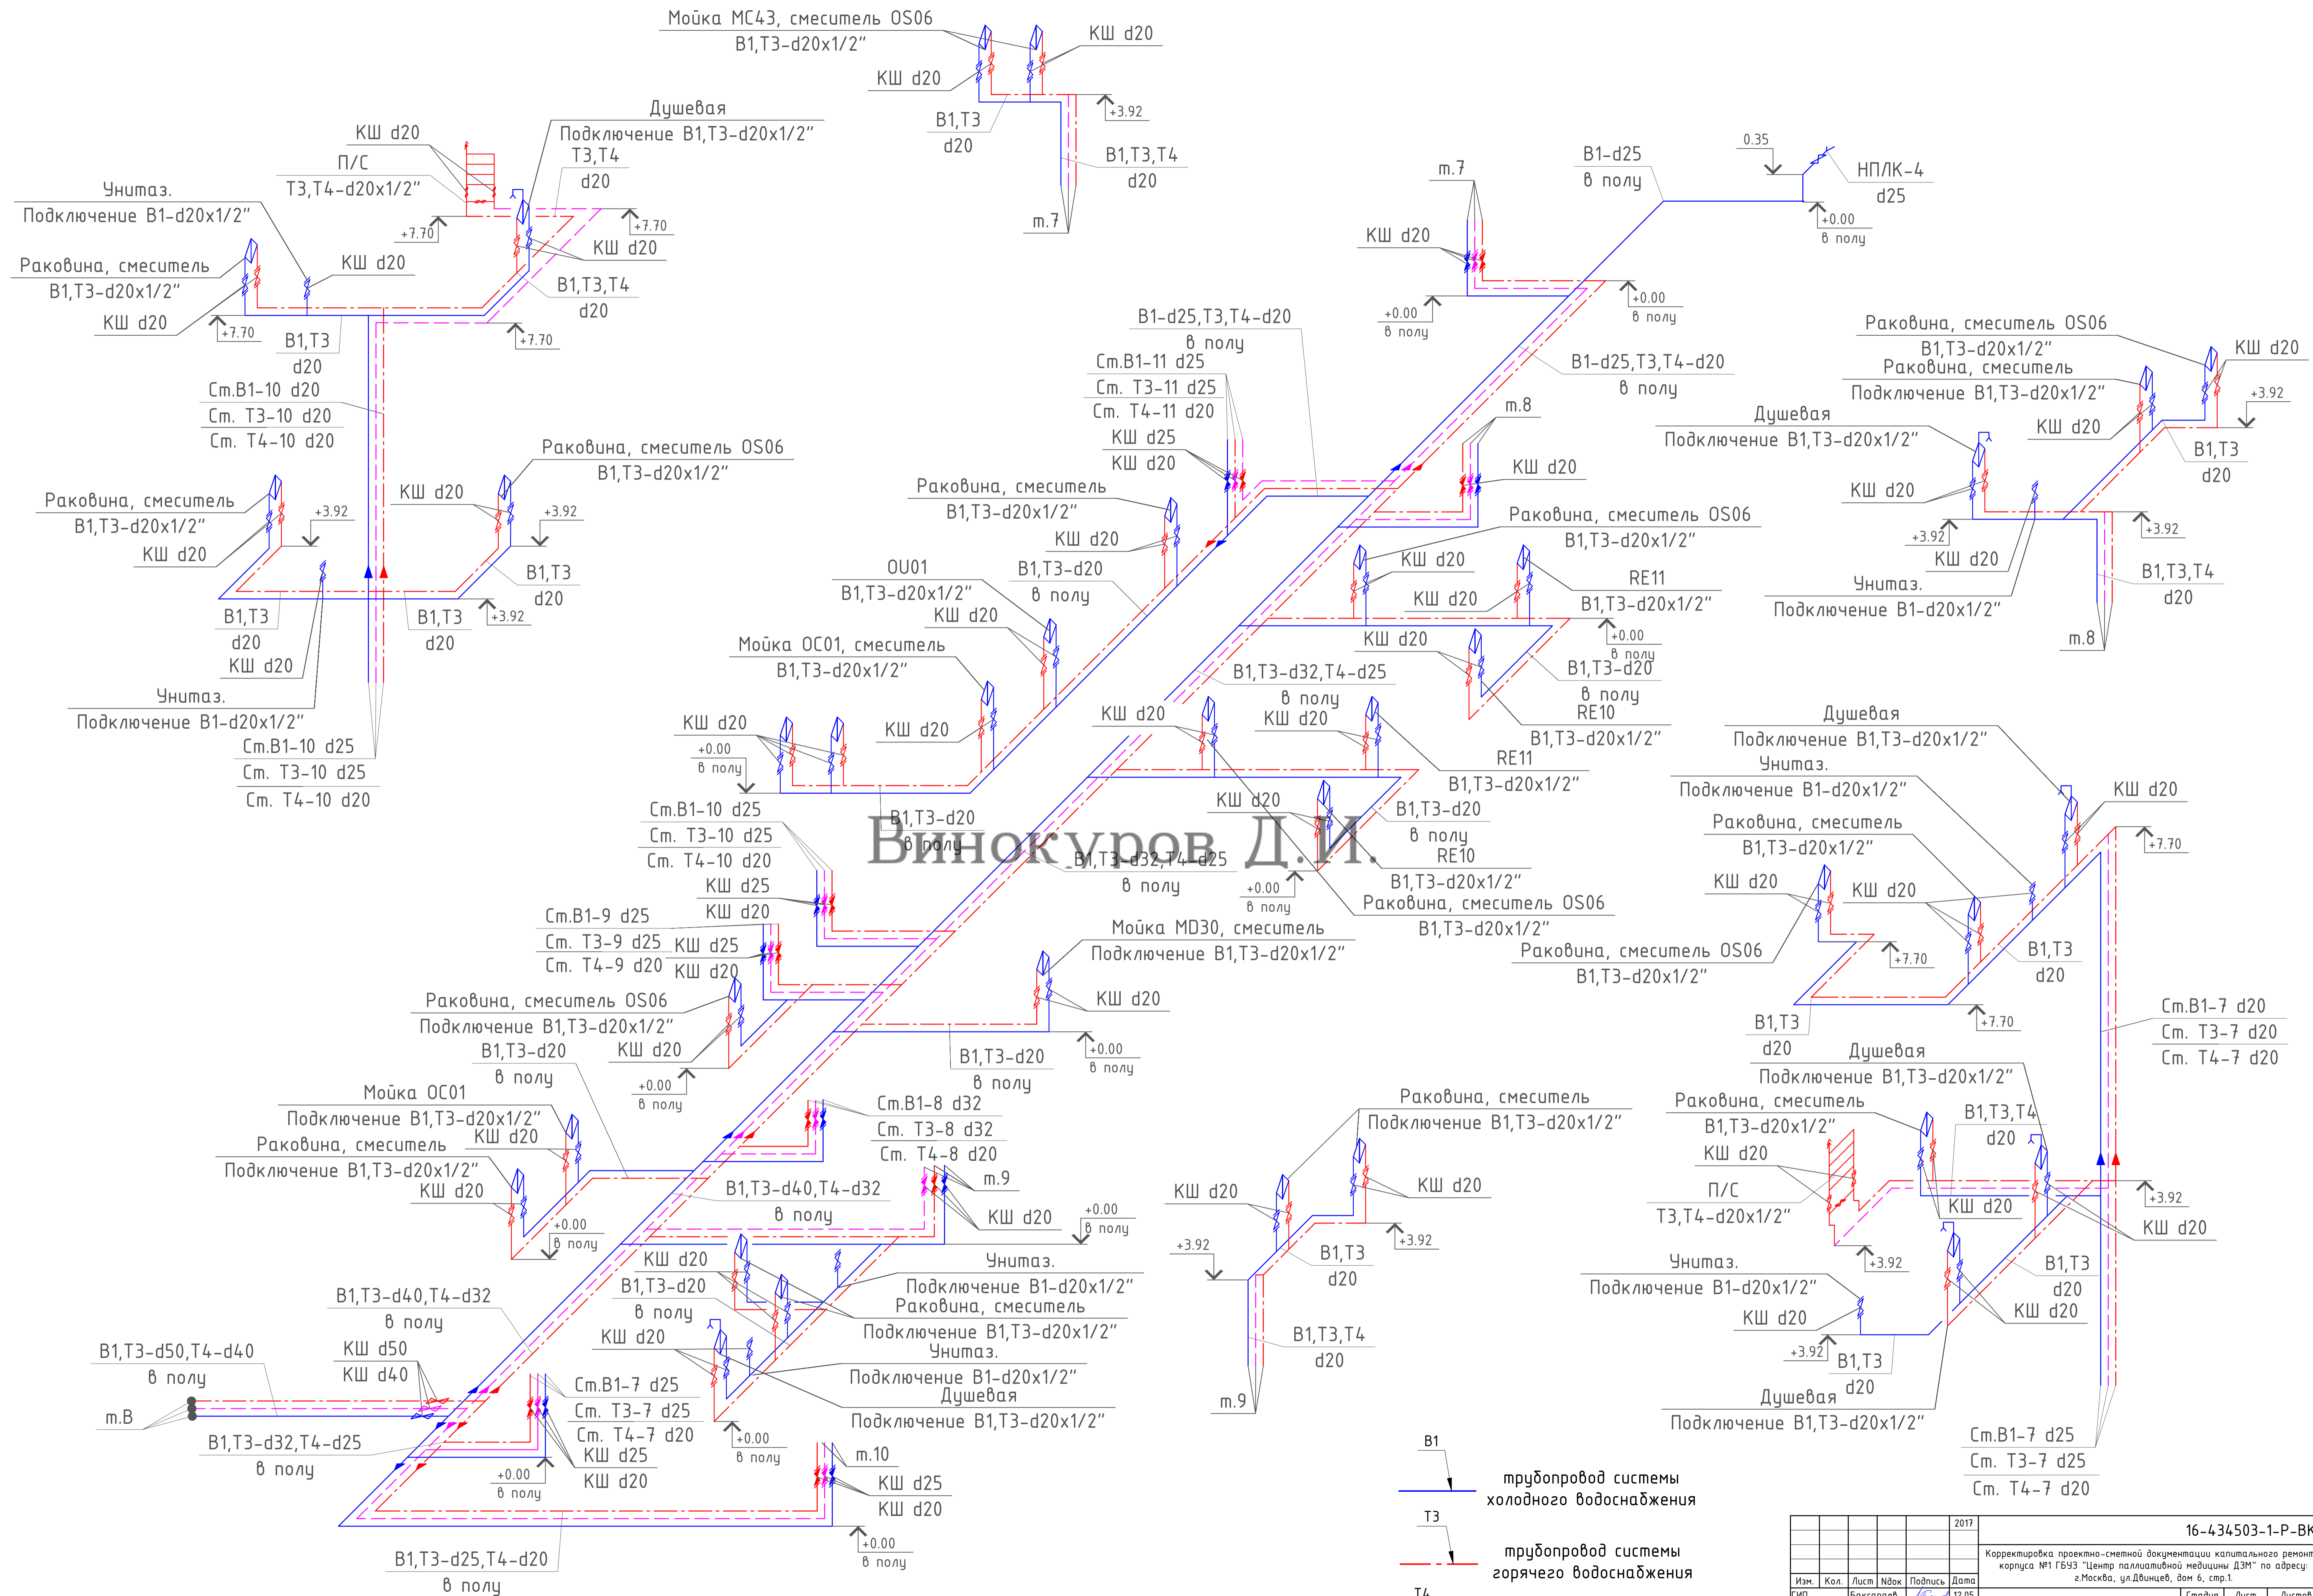 Мойка МС43, смеситель OS06
В1,Т3-d20x1/2"
КШ d20
КШ d20
В1,Т3
d20
+3.92
В1,Т3,Т4
d20
т.7
Душевая
Подключение В1,Т3-d20x1/2"
КШ d20
П/С
Т3,Т4-d20x1/2"
Т3,Т4
d20
Унитаз.
Подключение В1-d20x1/2"
+7.70
+7.70
КШ d20
Раковина, смеситель
В1,Т3-d20x1/2"
КШ d20
КШ d20
В1,Т3,Т4
d20
+7.70
+7.70
В1,Т3
d20
Ст.В1-10 d20
Ст. Т3-10 d20
Ст. Т4-10 d20
Раковина, смеситель OS06
В1,Т3-d20x1/2"
КШ d20
Раковина, смеситель
В1,Т3-d20x1/2"
КШ d20
+3.92
+3.92
В1,Т3
d20
В1,Т3
d20
В1,Т3
d20
+3.92
КШ d20
Унитаз.
Подключение В1-d20x1/2"
Ст.В1-10 d25
Ст. Т3-10 d25
Ст. Т4-10 d20
0.35
В1-d25
в полу
НП/1К-4
d25
+0.00
в полу
т.7
КШ d20
+0.00
в полу
+0.00
в полу
В1-d25,Т3,Т4-d20
в полу
Ст.В1-11 d25
Ст. Т3-11 d25
Ст. Т4-11 d20
КШ d25
КШ d20
В1-d25,Т3,Т4-d20
в полу
т.8
КШ d20
Раковина, смеситель
В1,Т3-d20x1/2"
КШ d20
Раковина, смеситель OS06
В1,Т3-d20x1/2"
КШ d20
OU01
В1,Т3-d20x1/2"
КШ d20
В1,Т3-d20
в полу
RE11
В1,Т3-d20x1/2"
КШ d20
КШ d20
+0.00
в полу
В1,Т3-d20
в полу
RE10
В1,Т3-d20x1/2"
Мойка ОС01, смеситель
В1,Т3-d20x1/2"
В1,Т3-d32,Т4-d25
в полу
КШ d20
КШ d20
+0.00
в полу
КШ d20
КШ d20
RE11
В1,Т3-d20x1/2"
КШ d20
В1,Т3-d20
в полу
RE10
В1,Т3-d20x1/2"
+0.00
в полу
Раковина, смеситель OS06
В1,Т3-d20x1/2"
В1,Т3-d20
в полу
Винокуров Д.И.
В1,Т3-d32,Т4-d25
в полу
Ст.В1-10 d25
Ст. Т3-10 d25
Ст. Т4-10 d20
КШ d25
КШ d20
Ст.В1-9 d25
Ст. Т3-9 d25
Ст. Т4-9 d20
КШ d25
КШ d20
Мойка MD30, смеситель
Подключение В1,Т3-d20x1/2"
КШ d20
Раковина, смеситель OS06
Подключение В1,Т3-d20x1/2"
КШ d20
+0.00
в полу
В1,Т3-d20
в полу
+0.00
в полу
В1,Т3-d20
в полу
Мойка ОС01
Подключение В1,Т3-d20x1/2"
КШ d20
Раковина, смеситель
Подключение В1,Т3-d20x1/2"
КШ d20
+0.00
в полу
Ст.В1-8 d32
Ст. Т3-8 d32
Ст. Т4-8 d20
В1,Т3-d40,Т4-d32
в полу
т.9
КШ d20
+0.00
в полу
КШ d20
В1,Т3-d20
в полу
КШ d20
Унитаз.
Подключение В1-d20x1/2"
Раковина, смеситель
Подключение В1,Т3-d20x1/2"
Унитаз.
Подключение В1-d20x1/2"
Душевая
Подключение В1,Т3-d20x1/2"
+0.00
в полу
В1,Т3-d40,Т4-d32
в полу
В1,Т3-d50,Т4-d40
в полу
КШ d50
КШ d40
т.В
В1,Т3-d32,Т4-d25
в полу
Ст.В1-7 d25
Ст. Т3-7 d25
Ст. Т4-7 d20
КШ d25
КШ d20
+0.00
в полу
т.10
КШ d25
КШ d20
+0.00
в полу
В1,Т3-d25,Т4-d20
в полу
Раковина, смеситель
Подключение В1,Т3-d20x1/2"
КШ d20
КШ d20
+3.92
+3.92
В1,Т3
d20
В1,Т3,Т4
d20
т.9
Раковина, смеситель OS06
В1,Т3-d20x1/2"
КШ d20
Раковина, смеситель
Подключение В1,Т3-d20x1/2"
+3.92
Душевая
Подключение В1,Т3-d20x1/2"
КШ d20
В1,Т3
d20
КШ d20
+3.92
+3.92
КШ d20
Унитаз.
Подключение В1-d20x1/2"
В1,Т3,Т4
d20
т.8
Душевая
Подключение В1,Т3-d20x1/2"
Унитаз.
Подключение В1-d20x1/2"
КШ d20
Раковина, смеситель
В1,Т3-d20x1/2"
+7.70
КШ d20
КШ d20
Раковина, смеситель OS06
В1,Т3-d20x1/2"
+7.70
В1,Т3
d20
+7.70
В1,Т3
d20
Ст.В1-7 d20
Ст. Т3-7 d20
Ст. Т4-7 d20
Душевая
Подключение В1,Т3-d20x1/2"
Раковина, смеситель
В1,Т3-d20x1/2"
КШ d20
П/С
Т3,Т4-d20x1/2"
В1,Т3,Т4
d20
КШ d20
+3.92
КШ d20
+3.92
Унитаз.
Подключение В1-d20x1/2"
КШ d20
В1,Т3
d20
КШ d20
+3.92
В1,Т3
d20
Душевая
Подключение В1,Т3-d20x1/2"
Ст.В1-7 d25
Ст. Т3-7 d25
Ст. Т4-7 d20
В1
трубопровод системы
холодного водоснабжения
Т3
трубопровод системы
горячего водоснабжения
Т4
2017
16-434503-1-Р-ВК
Корректировка проектно-сметной документации капитального ремонт
корпуса №1 ГБУЗ "Центр паллиативной медицины ДЗМ" по адресу:
г.Москва, ул.Двинцев, дом 6, стр.1.
Изм. Кол. Лист Nдок Подпись Дата
ГИП 12.05
Стадия Лист Листов